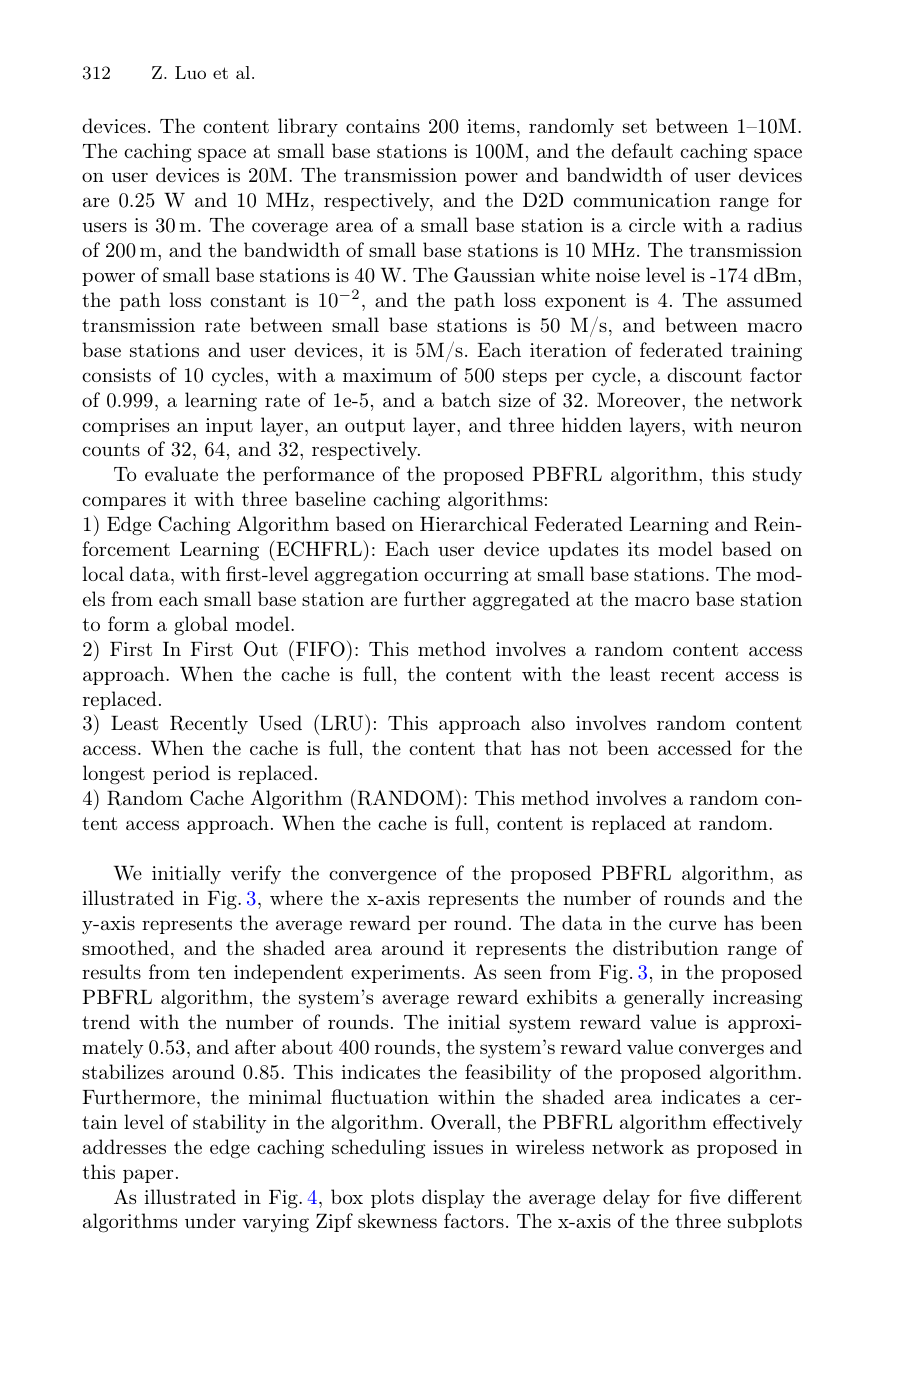 312 Z. Luo et al.
devices. The content library contains 200 items, randomly set between 1–10M.
The caching space at small base stations is 100M, and the default caching space
on user devices is 20M. The transmission power and bandwidth of user devices
are 0.25 W and 10 MHz, respectively, and the D2D communication range for
users is 30 m. The coverage area of a small base station is a circle with a radius
of 200 m, and the bandwidth of small base stations is 10 MHz. The transmission
power of small base stations is 40 W. The Gaussian white noise level is -174 dBm,
the path loss constant is 10⁻², and the path loss exponent is 4. The assumed
transmission rate between small base stations is 50 M/s, and between macro
base stations and user devices, it is 5M/s. Each iteration of federated training
consists of 10 cycles, with a maximum of 500 steps per cycle, a discount factor
of 0.999, a learning rate of 1e-5, and a batch size of 32. Moreover, the network
comprises an input layer, an output layer, and three hidden layers, with neuron
counts of 32, 64, and 32, respectively.
To evaluate the performance of the proposed PBFRL algorithm, this study
compares it with three baseline caching algorithms:
1) Edge Caching Algorithm based on Hierarchical Federated Learning and Rein-
forcement Learning (ECHFRL): Each user device updates its model based on
local data, with first-level aggregation occurring at small base stations. The mod-
els from each small base station are further aggregated at the macro base station
to form a global model.
2) First In First Out (FIFO): This method involves a random content access
approach. When the cache is full, the content with the least recent access is
replaced.
3) Least Recently Used (LRU): This approach also involves random content
access. When the cache is full, the content that has not been accessed for the
longest period is replaced.
4) Random Cache Algorithm (RANDOM): This method involves a random con-
tent access approach. When the cache is full, content is replaced at random.
We initially verify the convergence of the proposed PBFRL algorithm, as
illustrated in Fig. 3, where the x-axis represents the number of rounds and the
y-axis represents the average reward per round. The data in the curve has been
smoothed, and the shaded area around it represents the distribution range of
results from ten independent experiments. As seen from Fig. 3, in the proposed
PBFRL algorithm, the system's average reward exhibits a generally increasing
trend with the number of rounds. The initial system reward value is approxi-
mately 0.53, and after about 400 rounds, the system's reward value converges and
stabilizes around 0.85. This indicates the feasibility of the proposed algorithm.
Furthermore, the minimal fluctuation within the shaded area indicates a cer-
tain level of stability in the algorithm. Overall, the PBFRL algorithm effectively
addresses the edge caching scheduling issues in wireless network as proposed in
this paper.
As illustrated in Fig. 4, box plots display the average delay for five different
algorithms under varying Zipf skewness factors. The x-axis of the three subplots